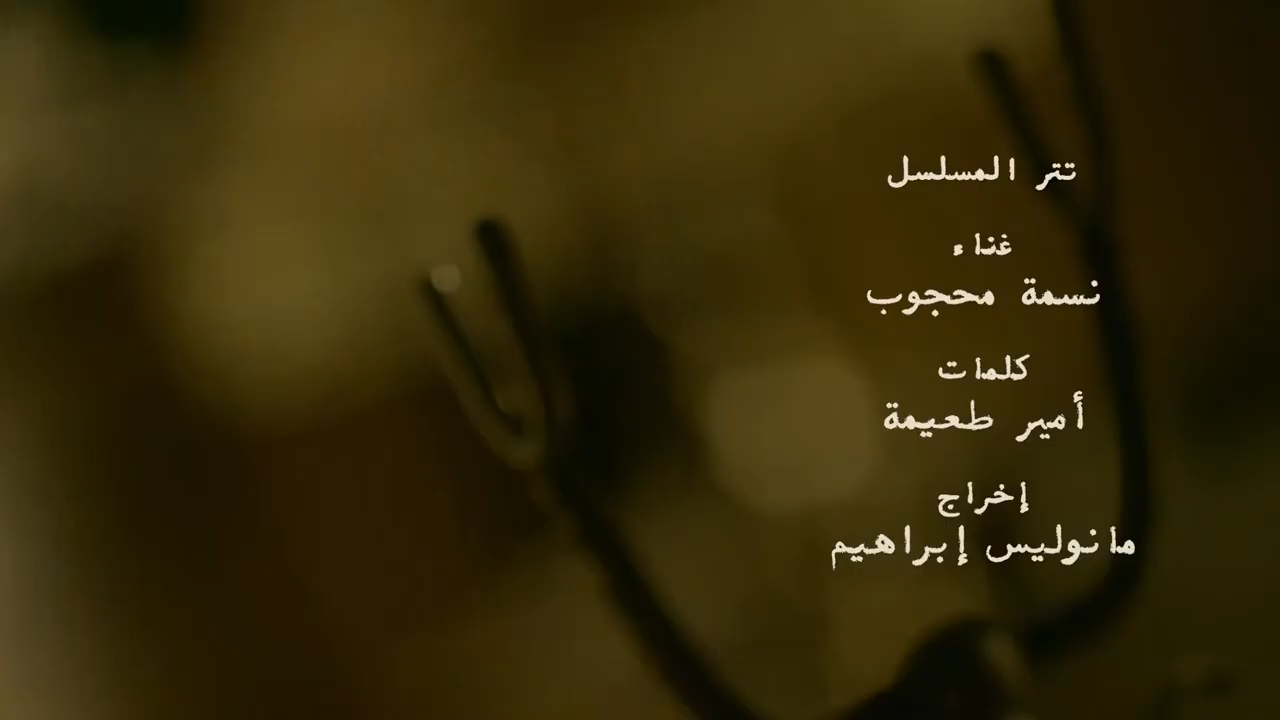 تتر المسلسل
غناء
نسمة محجوب
كلمات
أمير طعيمة
إخراج
مانوليس إبراهيم